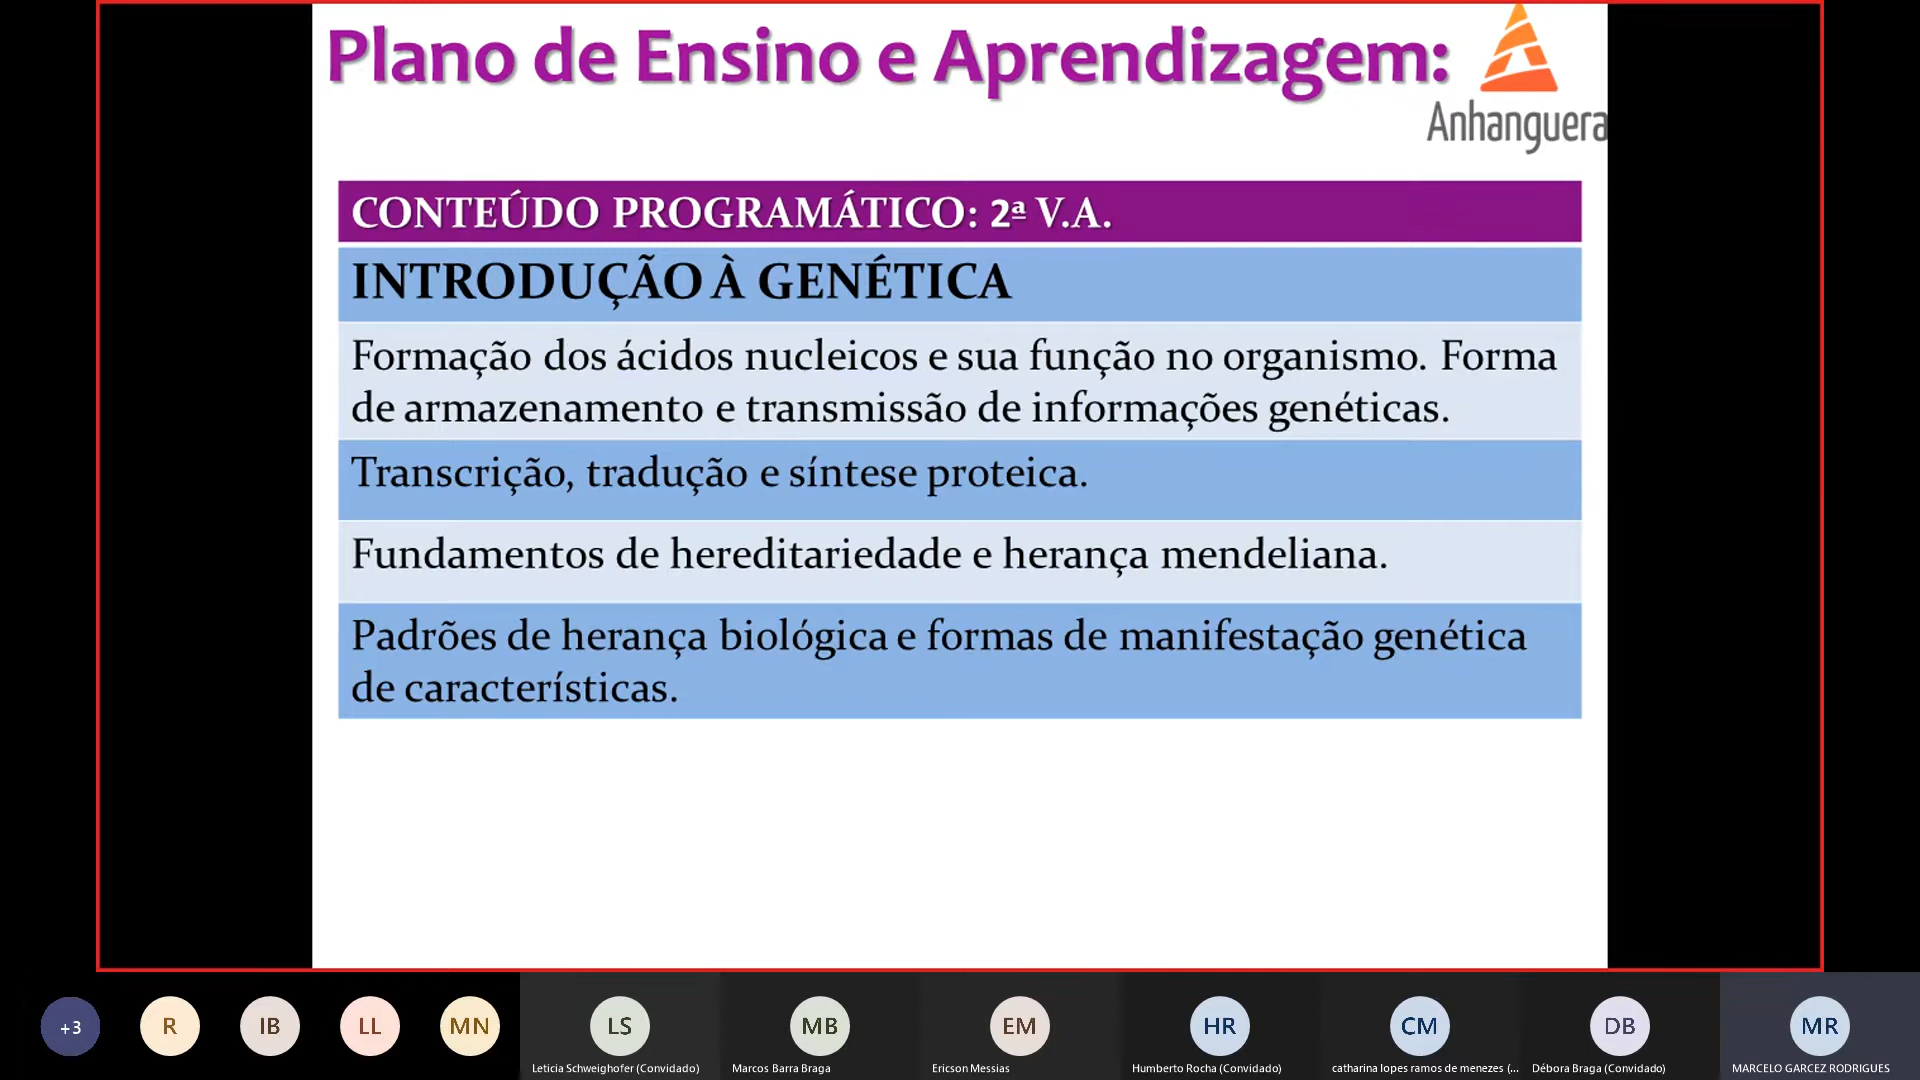 Plano de Ensino e Aprendizagem:
Anhanguera
CONTEÚDO PROGRAMÁTICO: 2ª V.A.
INTRODUÇÃO À GENÉTICA
Formação dos ácidos nucleicos e sua função no organismo. Forma
de armazenamento e transmissão de informações genéticas.
Transcrição, tradução e síntese proteica.
Fundamentos de hereditariedade e herança mendeliana.
Padrões de herança biológica e formas de manifestação genética
de características.
+3
R
IB
LL
MN
LS
MB
EM
HR
CM
DB
MR
Leticia Schweighofer (Convidado)
Marcos Barra Braga
Ericson Messias
Humberto Rocha (Convidado)
catharina lopes ramos de menezes (...
Débora Braga (Convidado)
MARCELO GARCEZ RODRIGUES